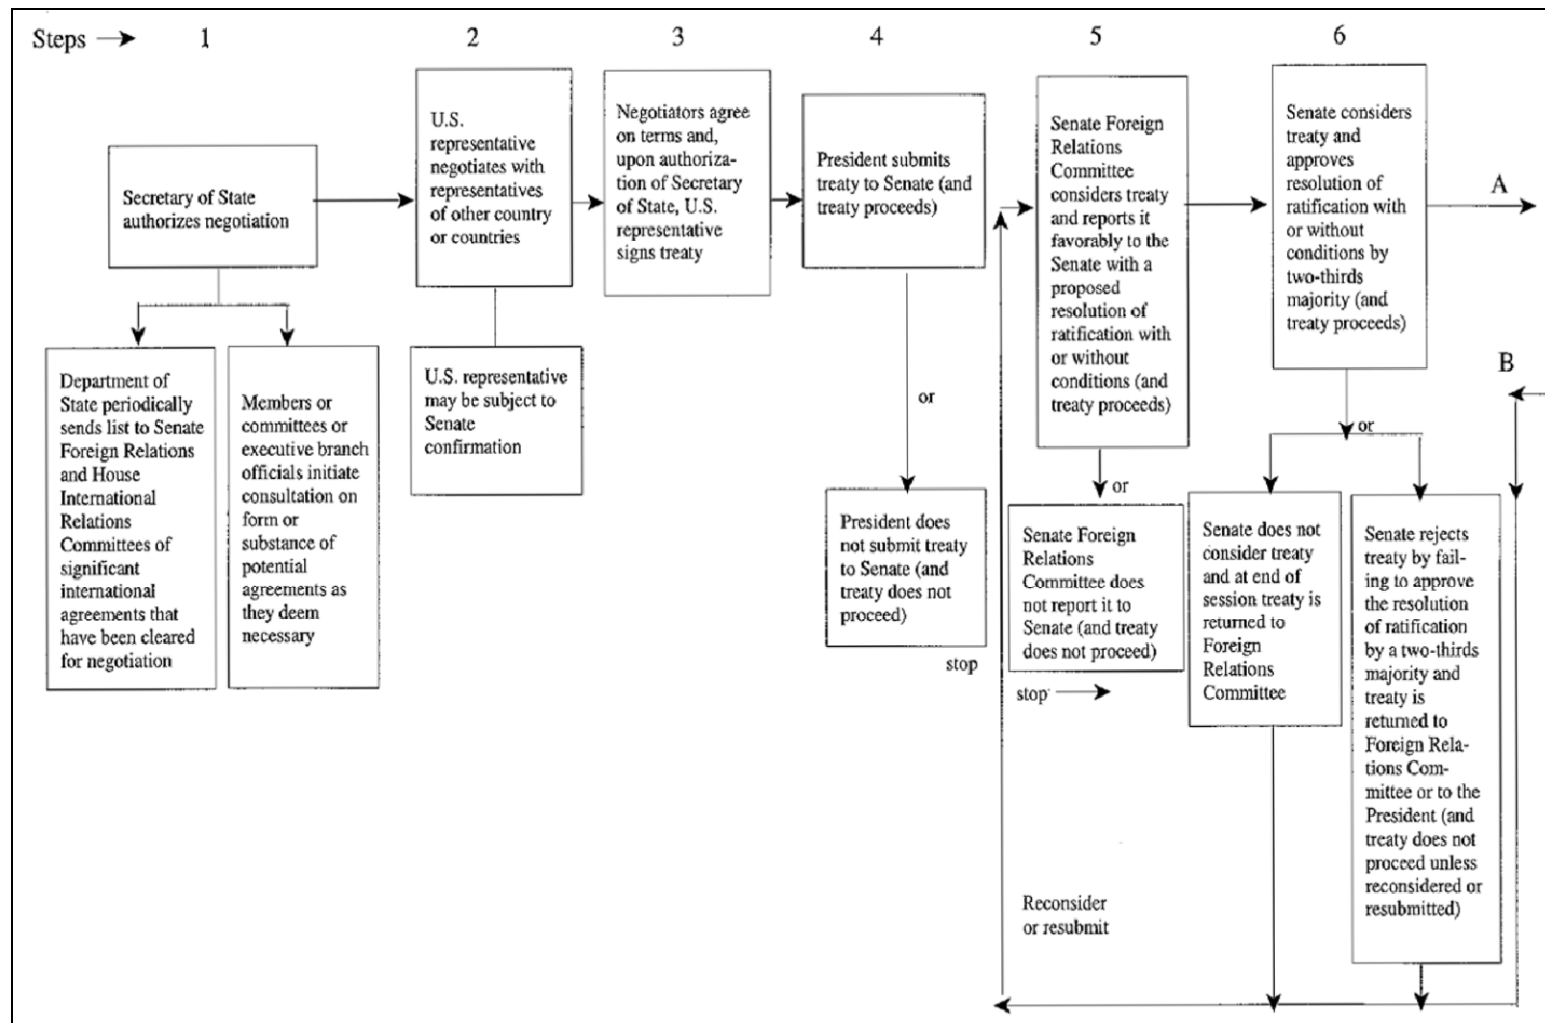 Steps → 1 2 3 4 5 6
Secretary of State
authorizes negotiation
Department of
State periodically
sends list to Senate
Foreign Relations
and House
International
Relations
Committees of
significant
international
agreements that
have been cleared
for negotiation
Members or
committees or
executive branch
officials initiate
consultation on
form or
substance of
potential
agreements as
they deem
necessary
U.S.
representative
negotiates with
representatives
of other country
or countries
U.S. representative
may be subject to
Senate
confirmation
Negotiators agree
on terms and,
upon authoriza-
tion of Secretary
of State, U.S.
representative
signs treaty
President submits
treaty to Senate (and
treaty proceeds)
or
President does
not submit treaty
to Senate (and
treaty does not
proceed)
stop
Senate Foreign
Relations
Committee
considers treaty
and reports it
favorably to the
Senate with a
proposed
resolution of
ratification with
or without
conditions (and
treaty proceeds)
or
Senate Foreign
Relations
Committee does
not report it to
Senate (and treaty
does not proceed)
stop →
Reconsider
or resubmit
Senate considers
treaty and
approves
resolution of
ratification with
or without
conditions by
two-thirds
majority (and
treaty proceeds)
or
Senate does not
consider treaty
and at end of
session treaty is
returned to
Foreign
Relations
Committee
Senate rejects
treaty by fail-
ing to approve
the resolution
of ratification
by a two-thirds
majority and
treaty is
returned to
Foreign Rela-
tions Com-
mittee or to the
President (and
treaty does not
proceed unless
reconsidered or
resubmitted)
A
B